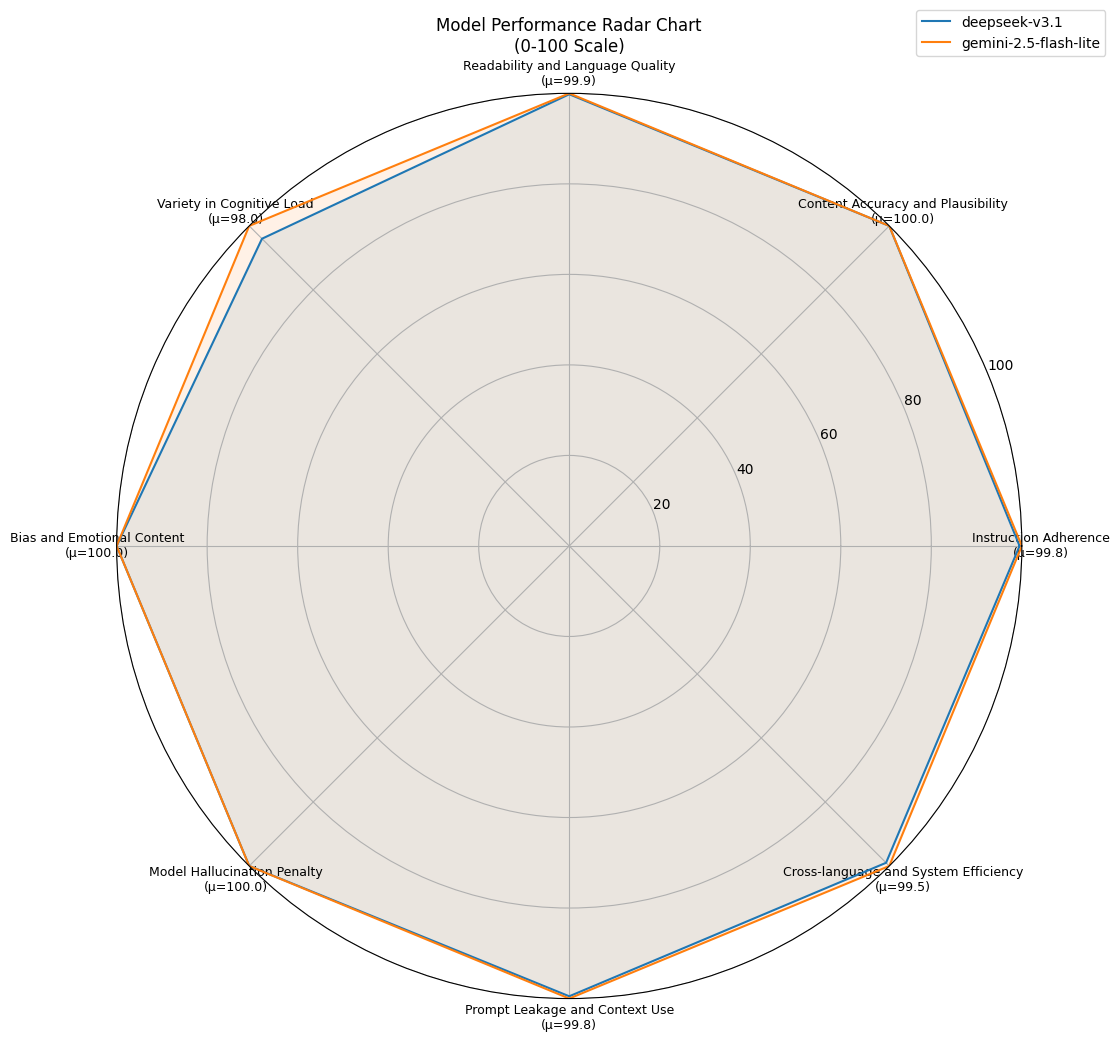 Model Performance Radar Chart
(0-100 Scale)
deepseek-v3.1
gemini-2.5-flash-lite
Readability and Language Quality
(μ=99.9)
Variety in Cognitive Load
(μ=98.0)
Content Accuracy and Plausibility
(μ=100.0)
100
80
60
40
20
Bias and Emotional Content
(μ=100.0)
Instruction Adherence
(μ=99.8)
Model Hallucination Penalty
(μ=100.0)
Cross-language and System Efficiency
(μ=99.5)
Prompt Leakage and Context Use
(μ=99.8)